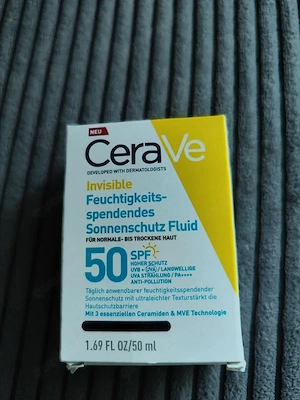 NEU
CeraVe
DEVELOPED WITH DERMATOLOGISTS
Invisible
Feuchtigkeits-
spendendes
Sonnenschutz Fluid
FÜR NORMALE- BIS TROCKENE HAUT
50 SPF
HOHER SCHUTZ
UVB + UVA / LANGWELLIGE
UVA STRAHLUNG / PA++++
ANTI-POLLUTION
Täglich anwendbarer feuchtigkeitsspendender
Sonnenschutz mit ultraleichter Texturstärkt die
Hautschutzbarriere
Mit 3 essenziellen Ceramiden & MVE Technologie
1.69 FL OZ/50 ml